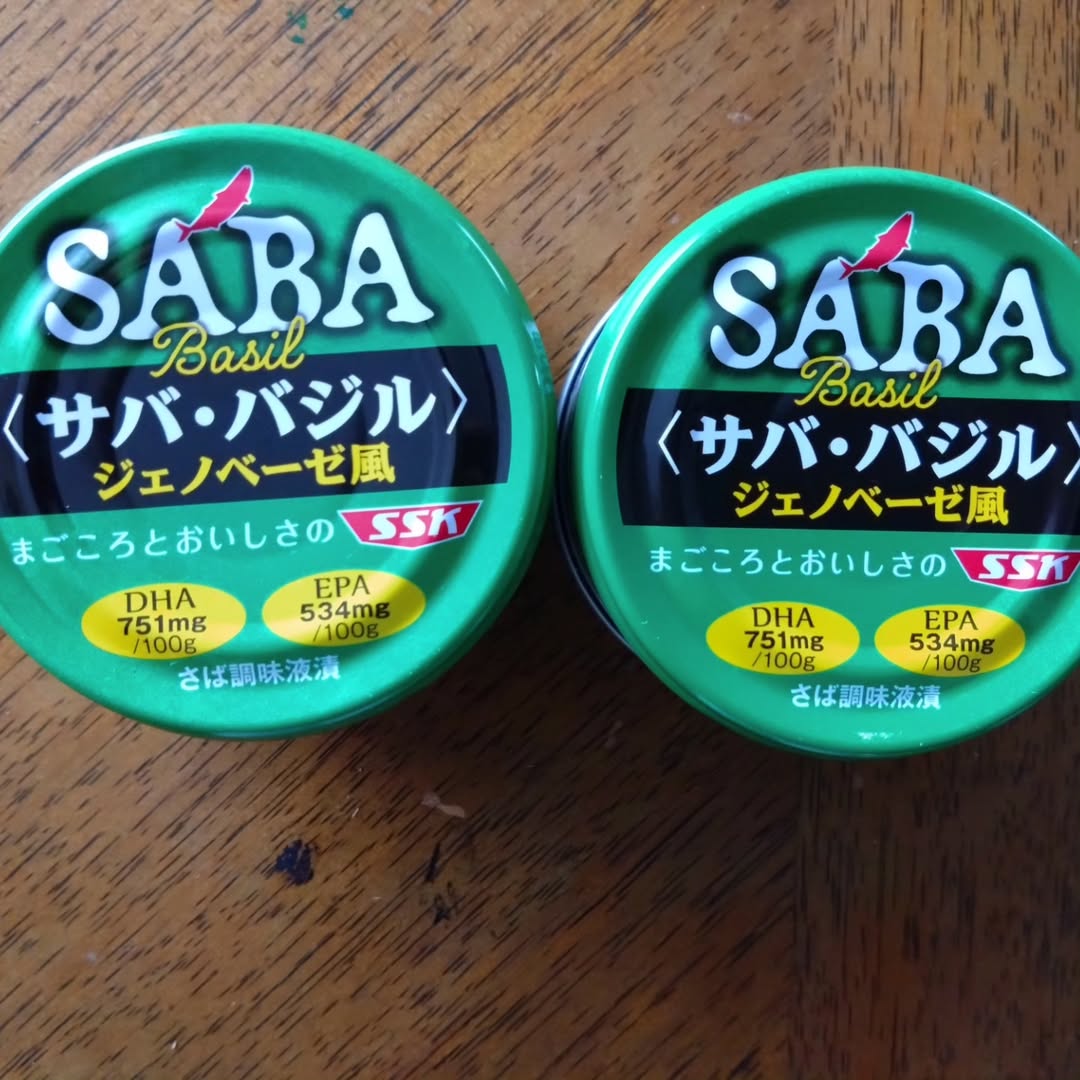 SABA
Basil
〈サバ・バジル〉
ジェノベーゼ風
まごころとおいしさの SSK
DHA
751mg
/100g
EPA
534mg
/100g
さば調味液漬
SABA
Basil
〈サバ・バジル〉
ジェノベーゼ風
まごころとおいしさの SSK
DHA
751mg
/100g
EPA
534mg
/100g
さば調味液漬